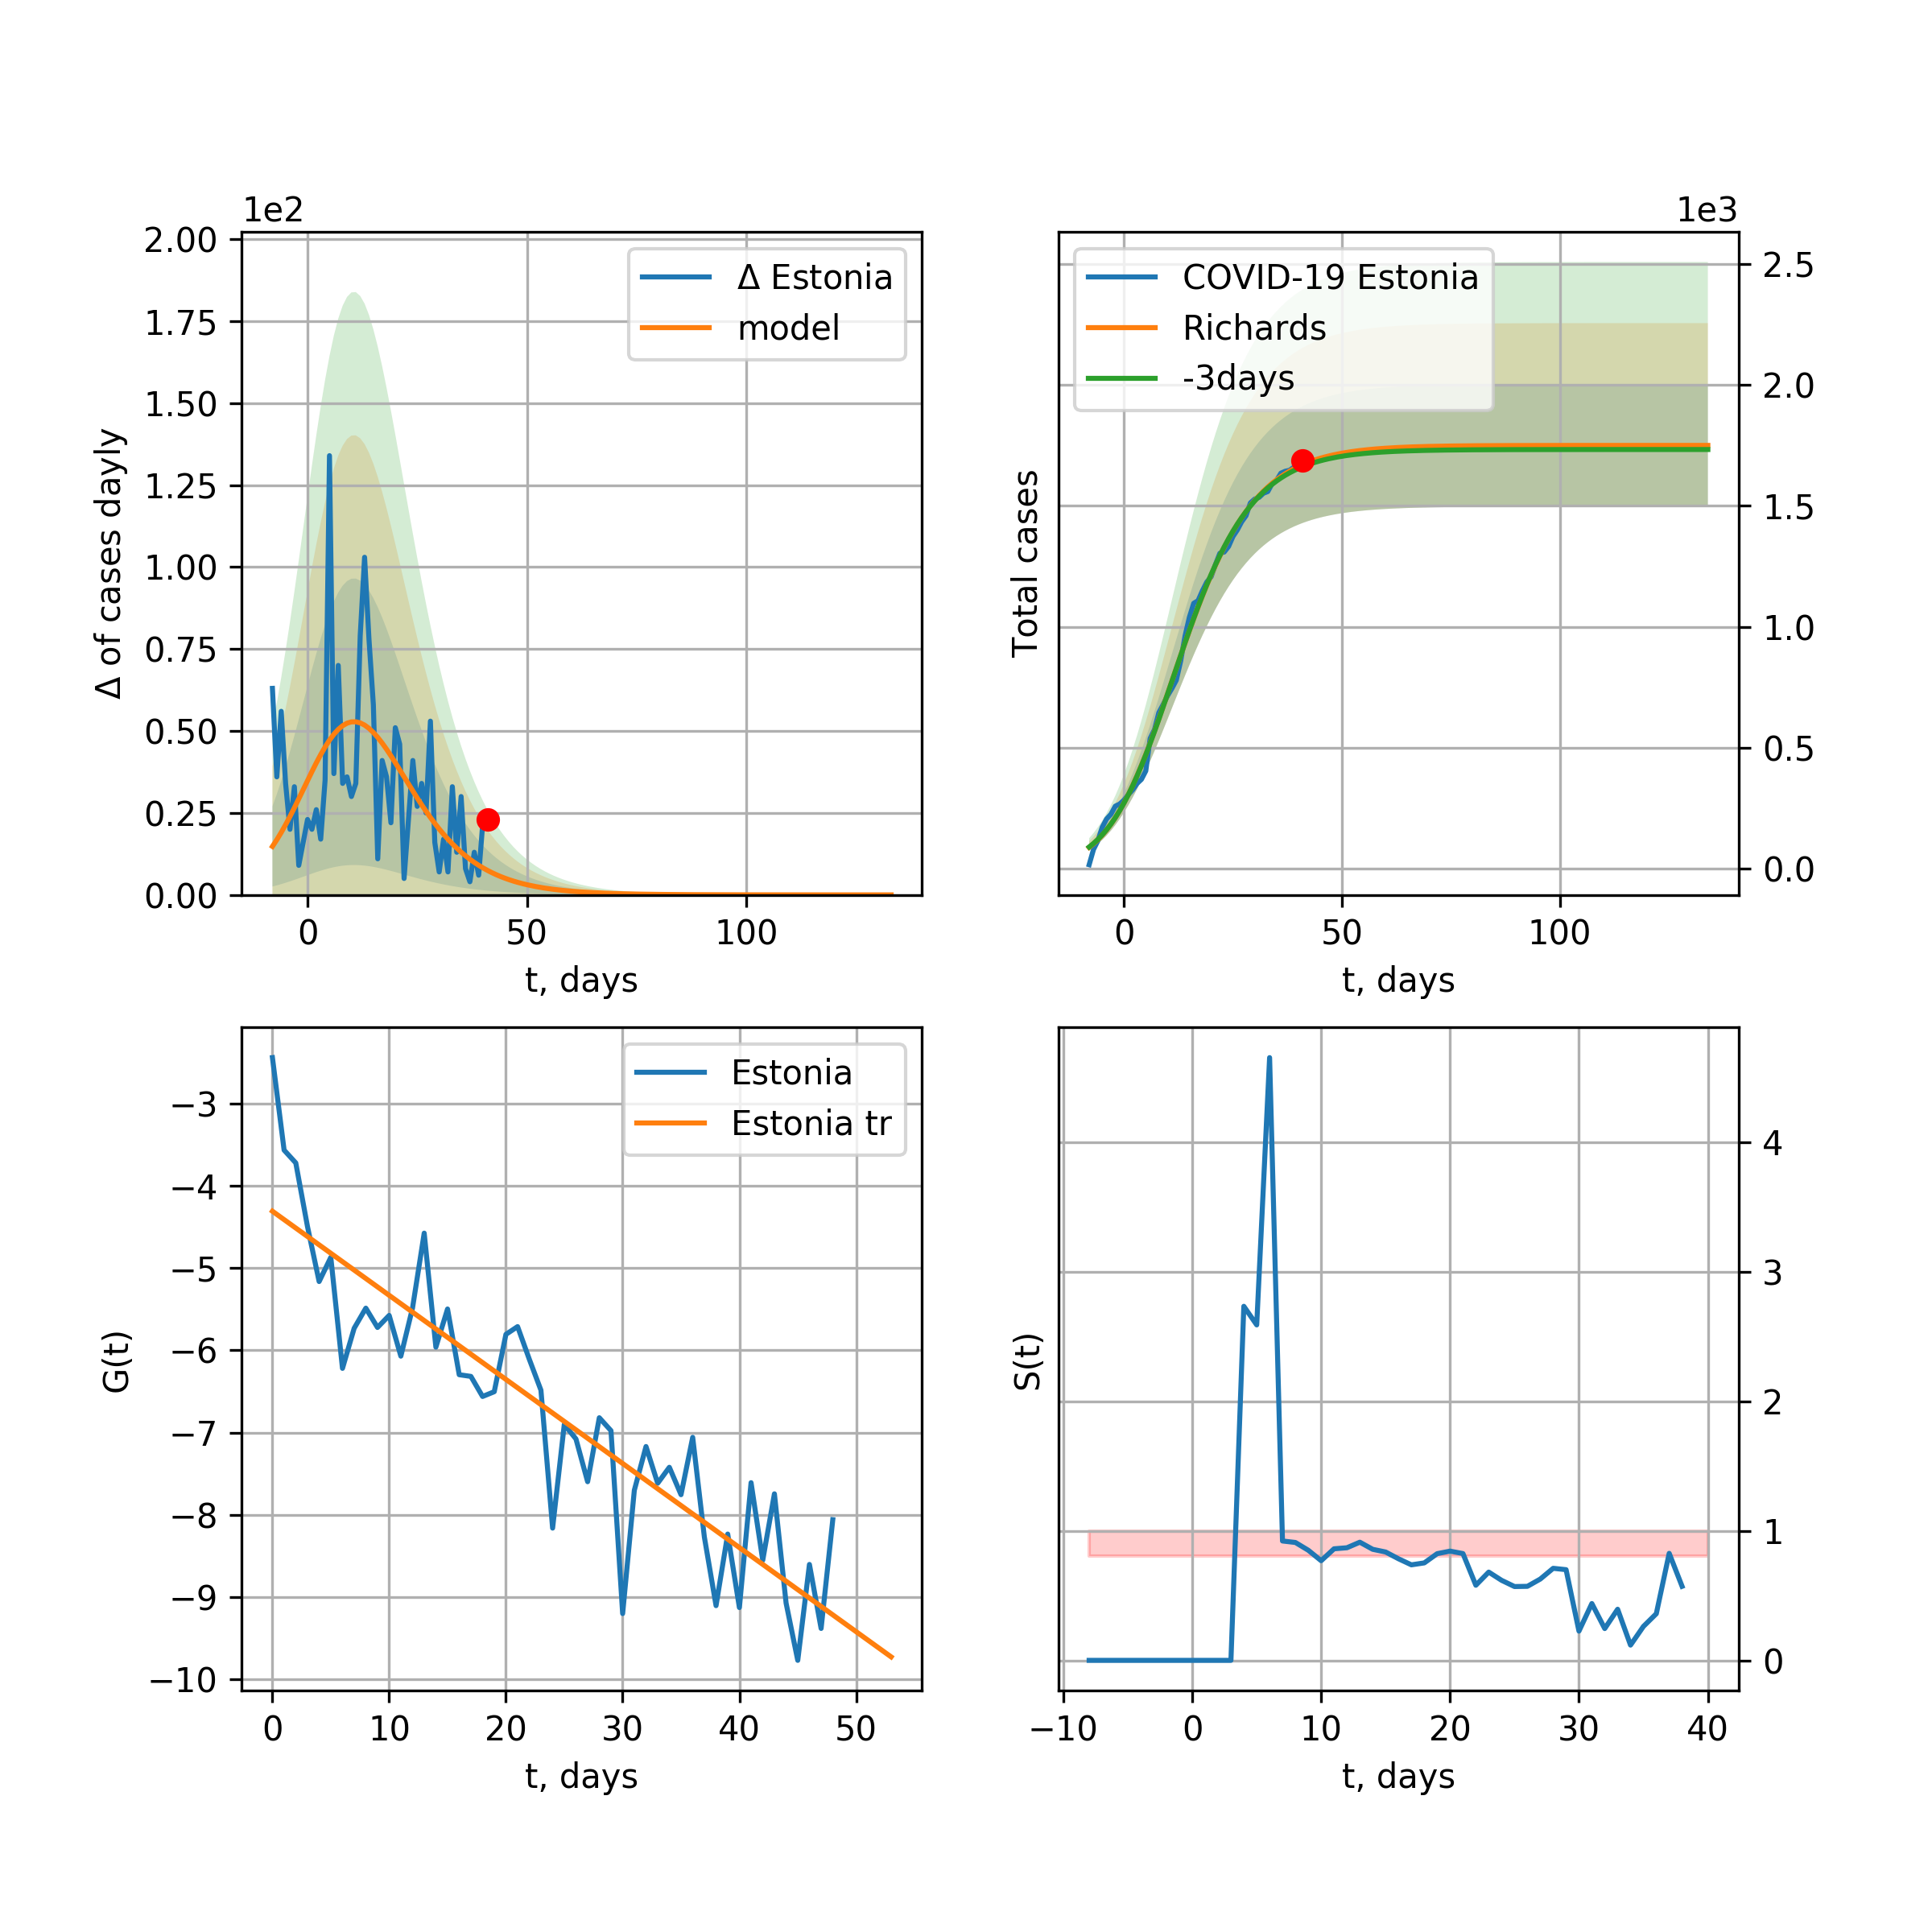 1e2
2.00
1.75
1.50
1.25
1.00
0.75
0.50
0.25
0.00
Δ of cases dayly
Δ Estonia
model
0 50 100
t, days
1e3
COVID-19 Estonia
Richards
-3days
2.5
2.0
1.5
1.0
0.5
0.0
Total cases
0 50 100
t, days
−3
−4
−5
−6
−7
−8
−9
−10
G(t)
Estonia
Estonia tr
0 10 20 30 40 50
t, days
4
3
2
1
0
S(t)
−10 0 10 20 30 40
t, days